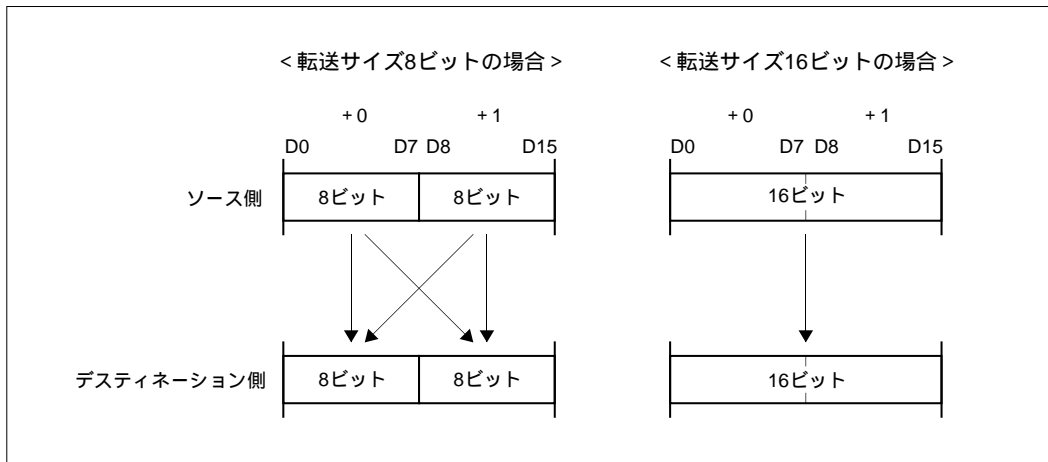 <転送サイズ8ビットの場合> <転送サイズ16ビットの場合>
+0 +1 +0 +1
D0 D7 D8 D15 D0 D7 D8 D15
ソース側 8ビット 8ビット 16ビット
デスティネーション側 8ビット 8ビット 16ビット